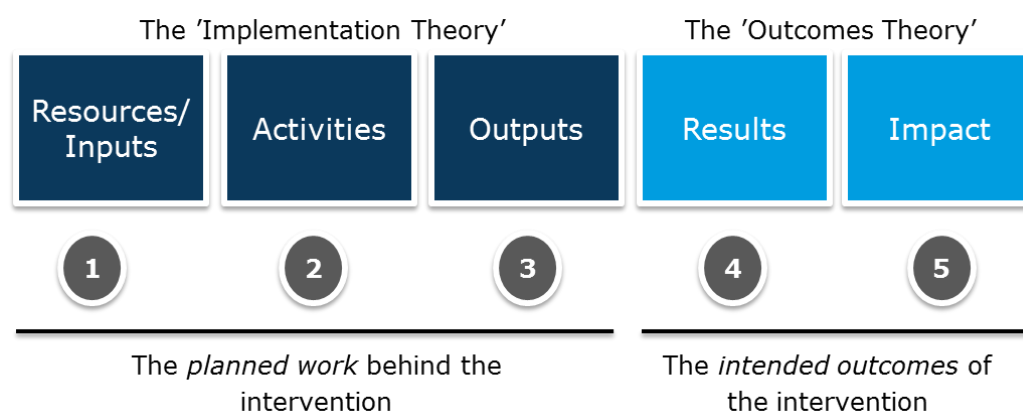 The ’Implementation Theory’
The ’Outcomes Theory’
Resources/
Inputs
Activities
Outputs
Results
Impact
1
2
3
4
5
The planned work behind the
intervention
The intended outcomes of
the intervention